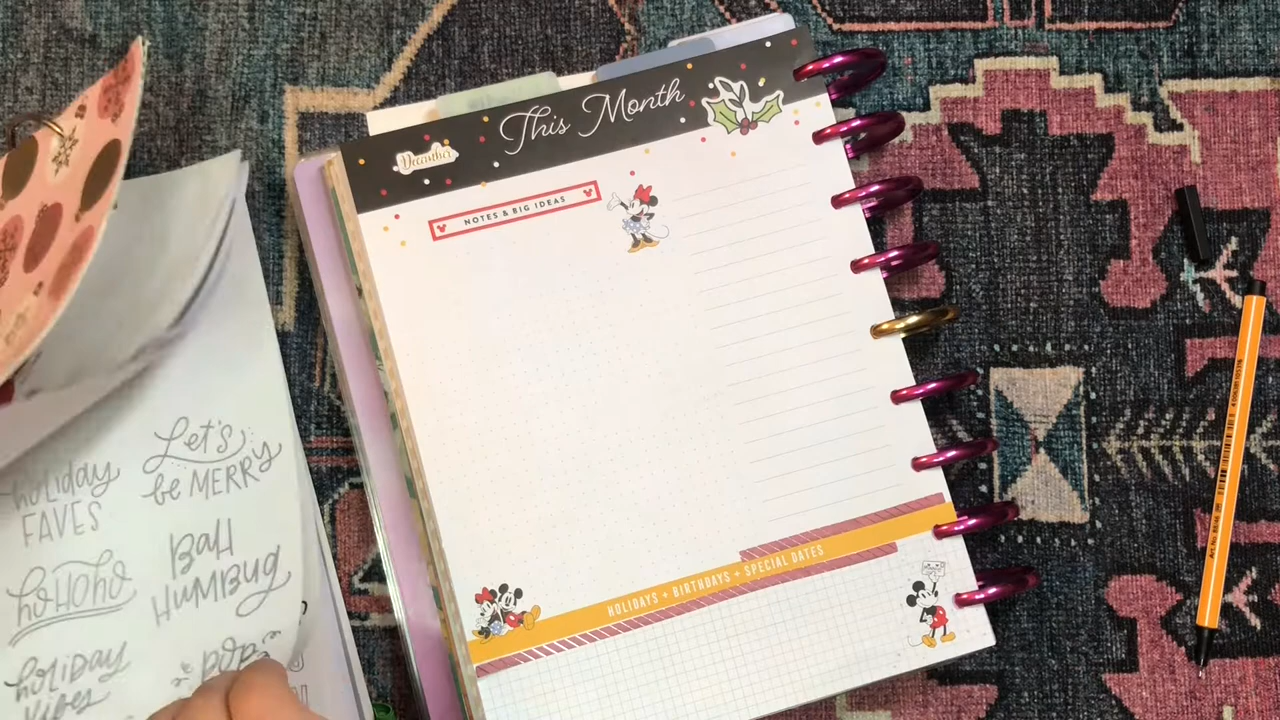 This Month
December
NOTES & BIG IDEAS
HOLIDAYS + BIRTHDAYS + SPECIAL DATES
holiday
FAVES
Let's
be MERRY
hoHOho
BaH
HumBug
holiday
vibes
POP